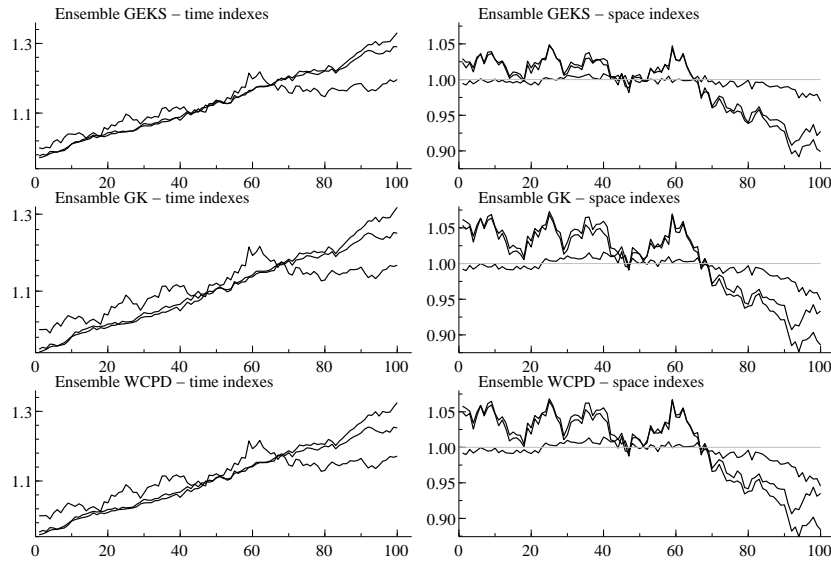 Ensemble GEKS – time indexes
1.3
1.1
0 20 40 60 80 100
Ensamble GEKS – space indexes
1.05
1.00
0.95
0.90
0 20 40 60 80 100
Ensamble GK – time indexes
1.3
1.1
0 20 40 60 80 100
Ensamble GK – space indexes
1.05
1.00
0.95
0.90
0 20 40 60 80 100
Ensemble WCPD – time indexes
1.3
1.1
0 20 40 60 80 100
Ensemble WCPD – space indexes
1.05
1.00
0.95
0.90
0 20 40 60 80 100